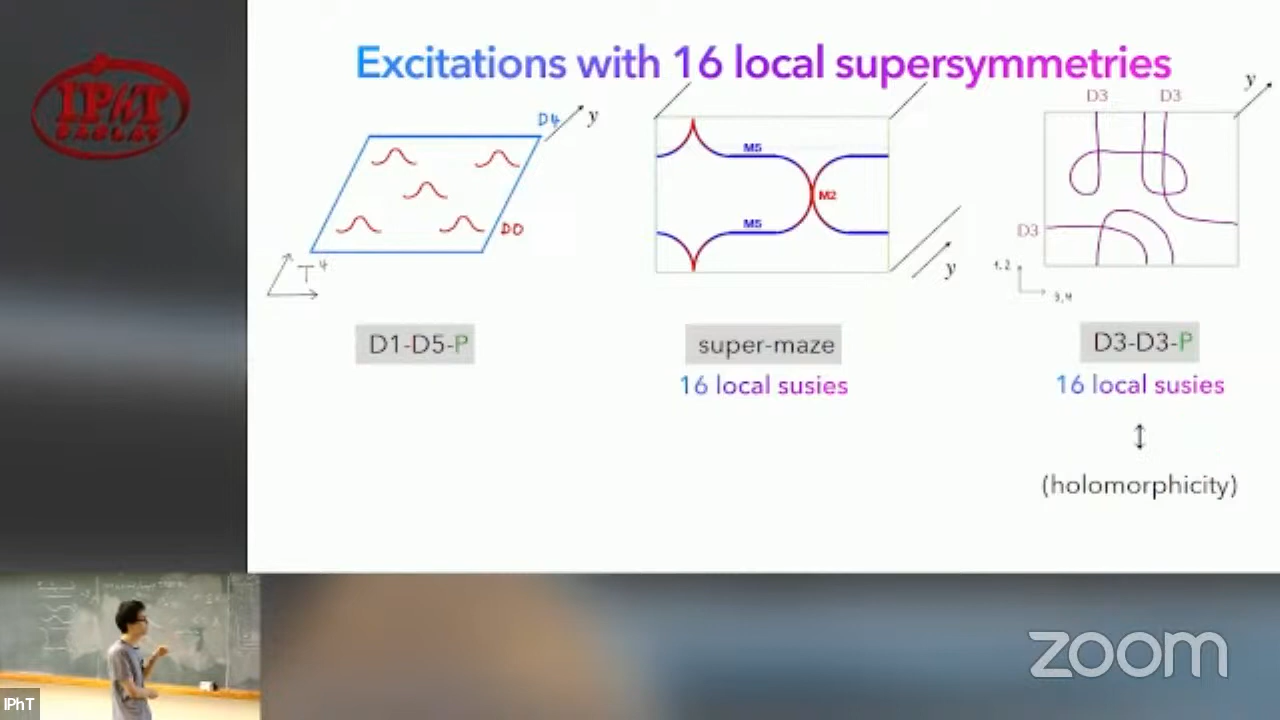 IPhT
SACLAY
Excitations with 16 local supersymmetries
D4
y
D0
T⁴
D1-D5-P
M5
M2
M5
y
super-maze
16 local susies
D3
D3
y
D3
1,2
3,4
D3-D3-P
16 local susies
↕
(holomorphicity)
IPhT
zoom